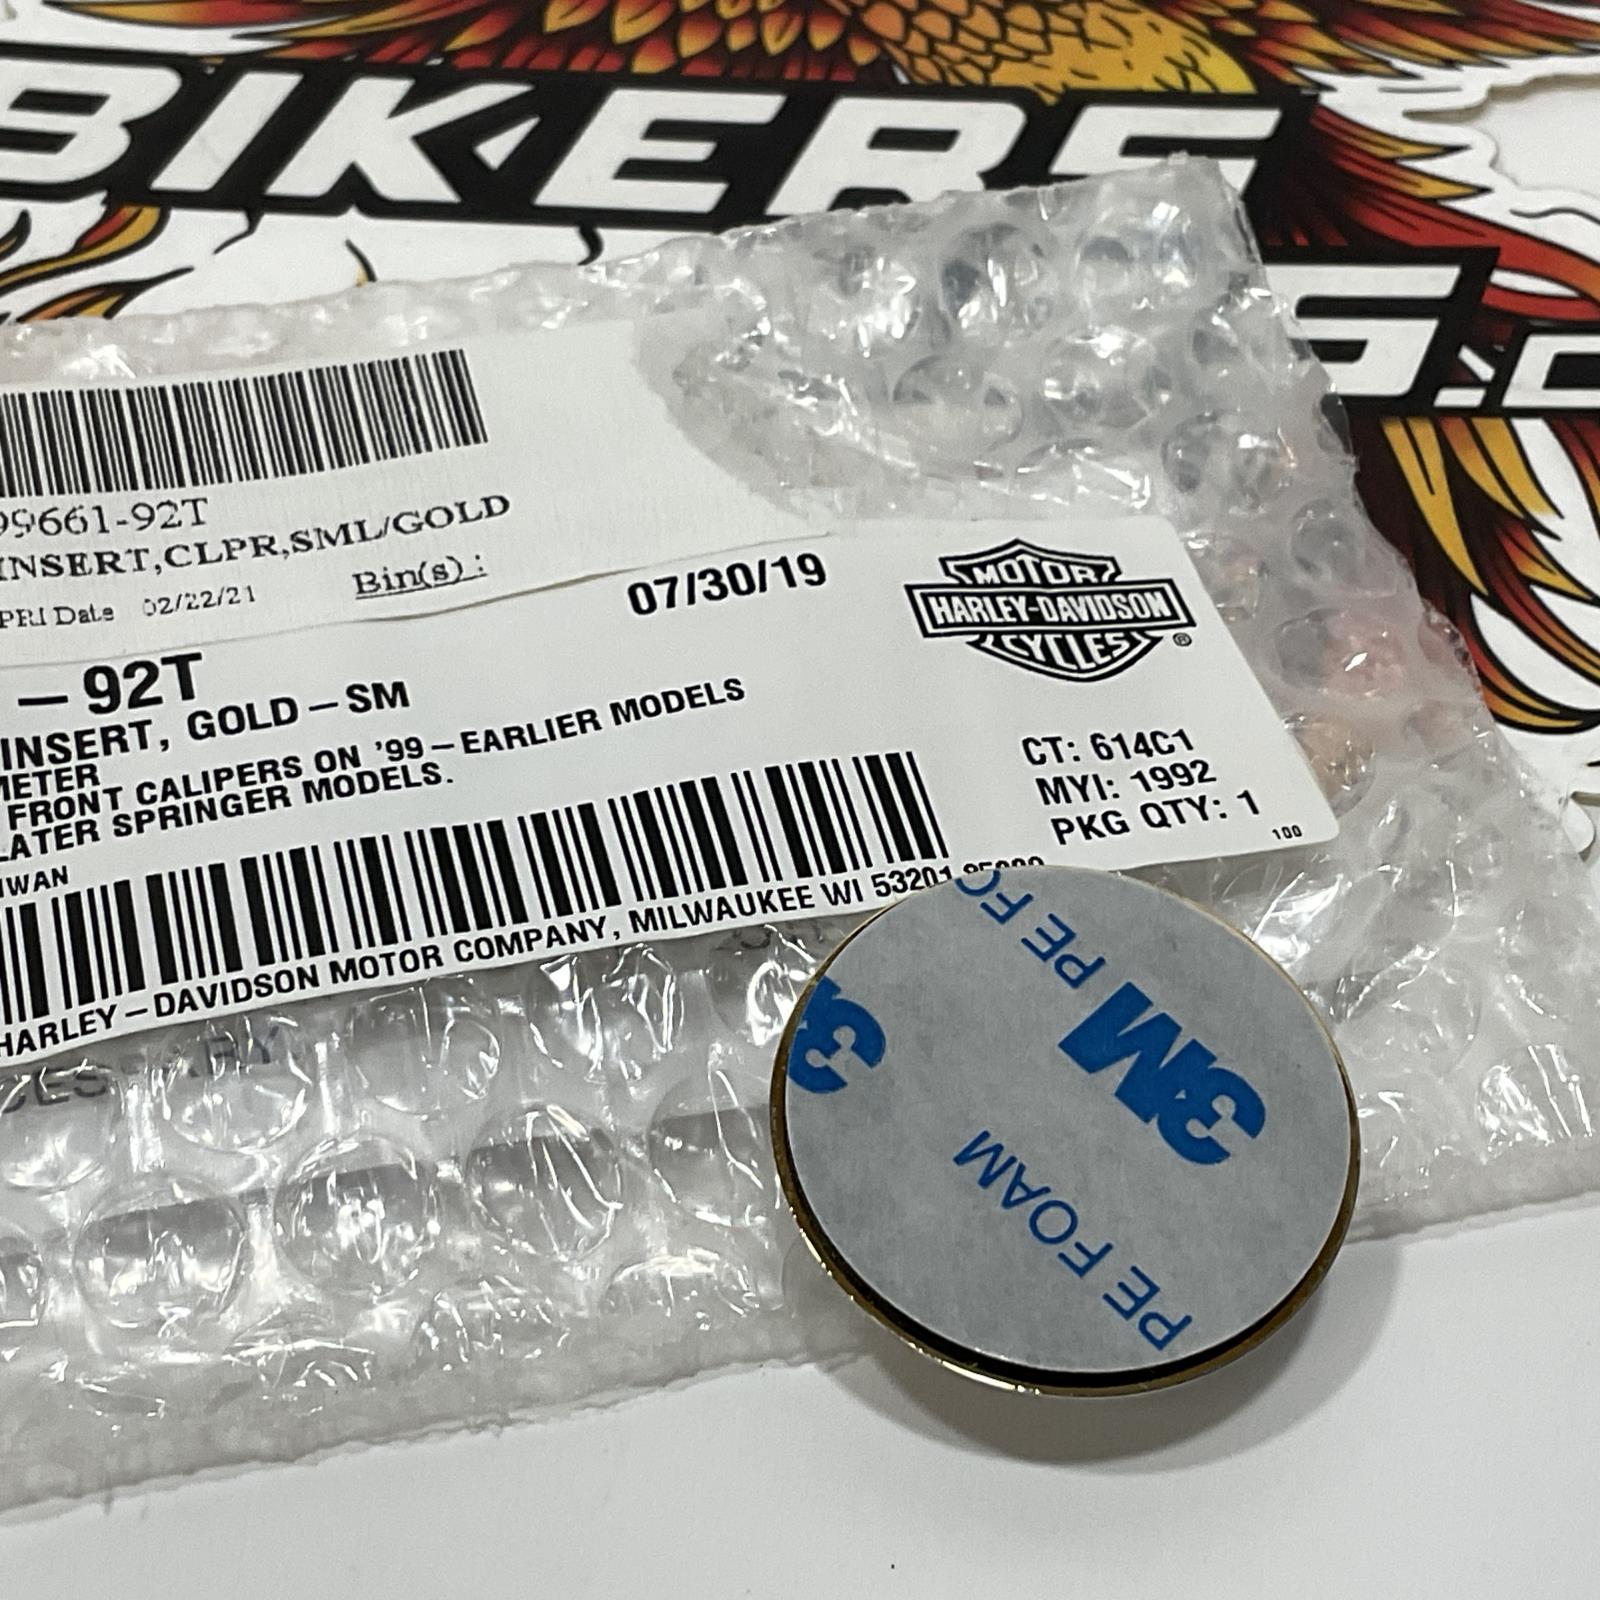 BIKERS
S.C
99661-92T
INSERT,CLPR,SML/GOLD
PRI Date 02/22/21 Bin(s) :
07/30/19
MOTOR
HARLEY-DAVIDSON
CYCLES
®
– 92T
INSERT, GOLD – SM
METER
FRONT CALIPERS ON '99 – EARLIER MODELS
LATER SPRINGER MODELS.
IWAN
CT: 614C1
MYI: 1992
PKG QTY: 1
100
HARLEY – DAVIDSON MOTOR COMPANY, MILWAUKEE WI 53201
PE FO
3M
3
PE FOAM